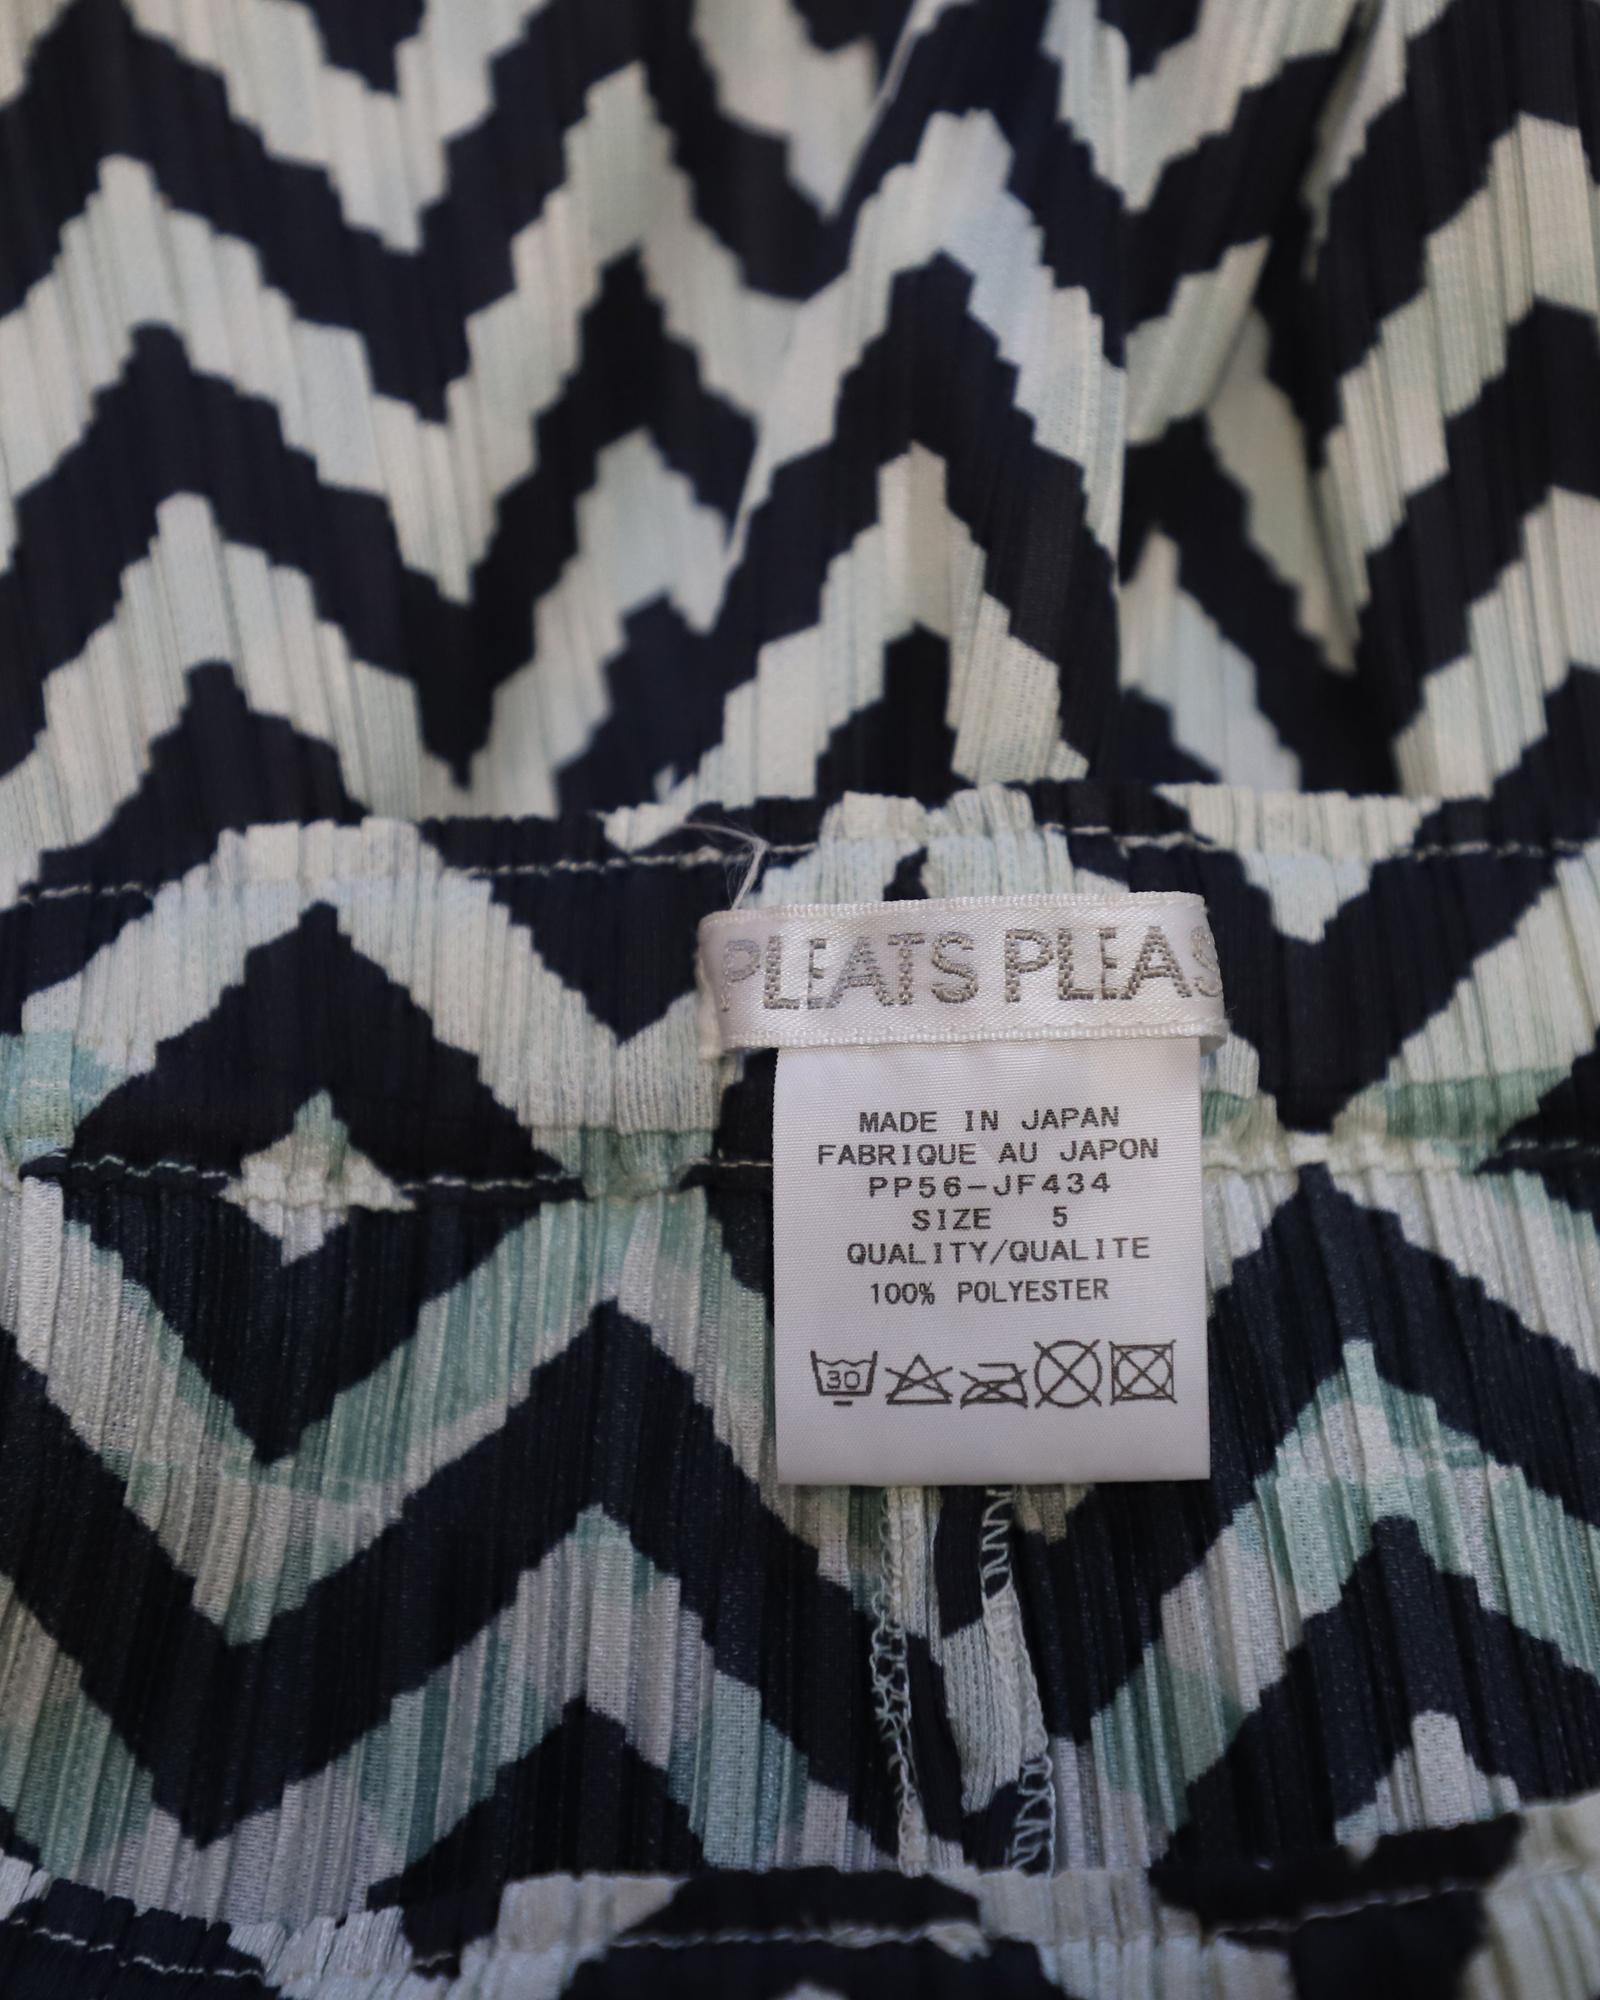 PLEATS PLEAS
MADE IN JAPAN
FABRIQUE AU JAPON
PP56-JF434
SIZE 5
QUALITY/QUALITE
100% POLYESTER
30